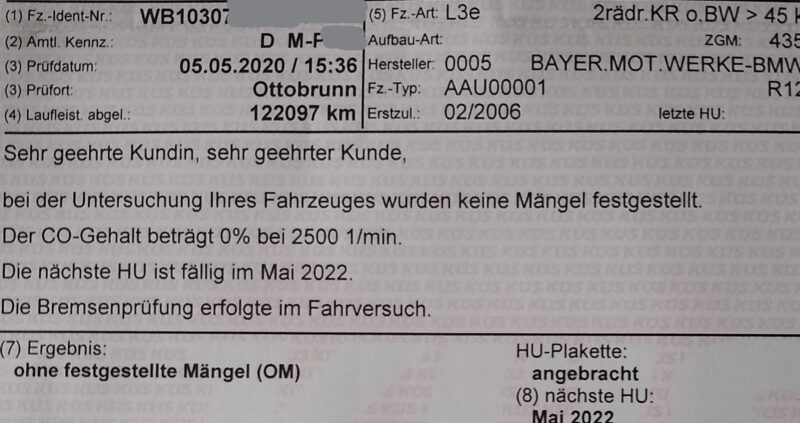 (1) Fz.-Ident-Nr.: WB10307 (5) Fz.-Art: L3e 2rädr.KR o.BW > 45
(2) Amtl. Kennz. D M- Aufbau-Art: ZGM: 435
(3) Prüfdatum: 05.05.2020 / 15:36 Hersteller: 0005 BAYER.MOT.WERKE-BMW
(3) Prüfort: Ottobrunn Fz.-Typ: AAU00001 R12
(4) Laufleist. abgel.: 122097 km Erstzul.: 02/2006 letzte HU:
Sehr geehrte Kundin, sehr geehrter Kunde,
bei der Untersuchung Ihres Fahrzeuges wurden keine Mängel festgestellt.
Der CO-Gehalt beträgt 0% bei 2500 1/min.
Die nächste HU ist fällig im Mai 2022.
Die Bremsenprüfung erfolgte im Fahrversuch.
(7) Ergebnis:
ohne festgestellte Mängel (OM)
HU-Plakette:
angebracht
(8) nächste HU:
Mai 2022